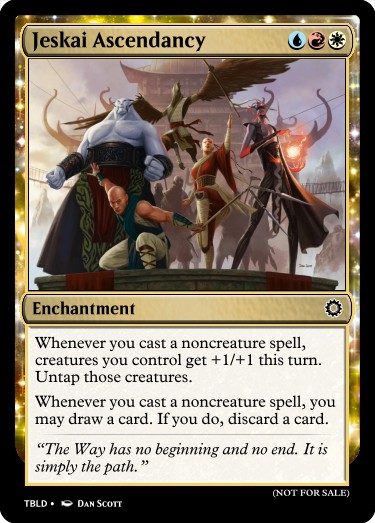 Jeskai Ascendancy
Enchantment
Whenever you cast a noncreature spell,
creatures you control get +1/+1 this turn.
Untap those creatures.
Whenever you cast a noncreature spell, you
may draw a card. If you do, discard a card.
“The Way has no beginning and no end. It is
simply the path.”
(NOT FOR SALE)
TBLD • Dan Scott